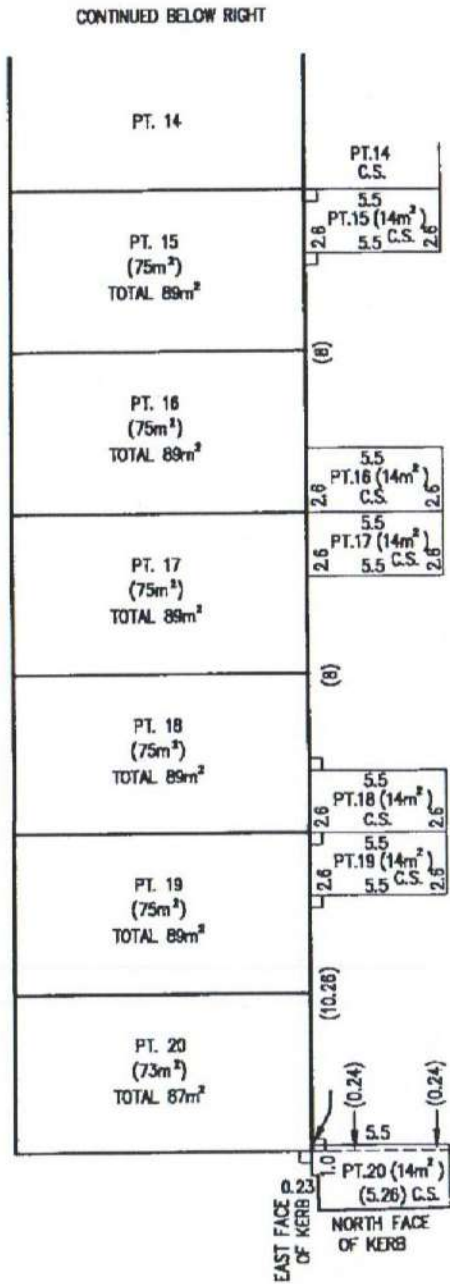 CONTINUED BELOW RIGHT
PT. 14
PT.14
C.S.
5.5
PT.15 (14m²)
2.6
5.5 C.S.
2.6
PT. 15
(75m²)
TOTAL 89m²
(8)
PT. 16
(75m²)
TOTAL 89m²
5.5
PT.16 (14m²)
2.6
C.S.
2.6
5.5
PT.17 (14m²)
2.6
5.5 C.S.
2.6
PT. 17
(75m²)
TOTAL 89m²
(8)
PT. 18
(75m²)
TOTAL 89m²
5.5
PT.18 (14m²)
2.6
C.S.
2.6
5.5
PT.19 (14m²)
2.6
5.5 C.S.
2.6
PT. 19
(75m²)
TOTAL 89m²
(10.26)
PT. 20
(73m²)
TOTAL 87m²
(0.24)
(0.24)
5.5
1.0
PT.20 (14m²)
(5.26) C.S.
0.23
EAST FACE
OF KERB
NORTH FACE
OF KERB